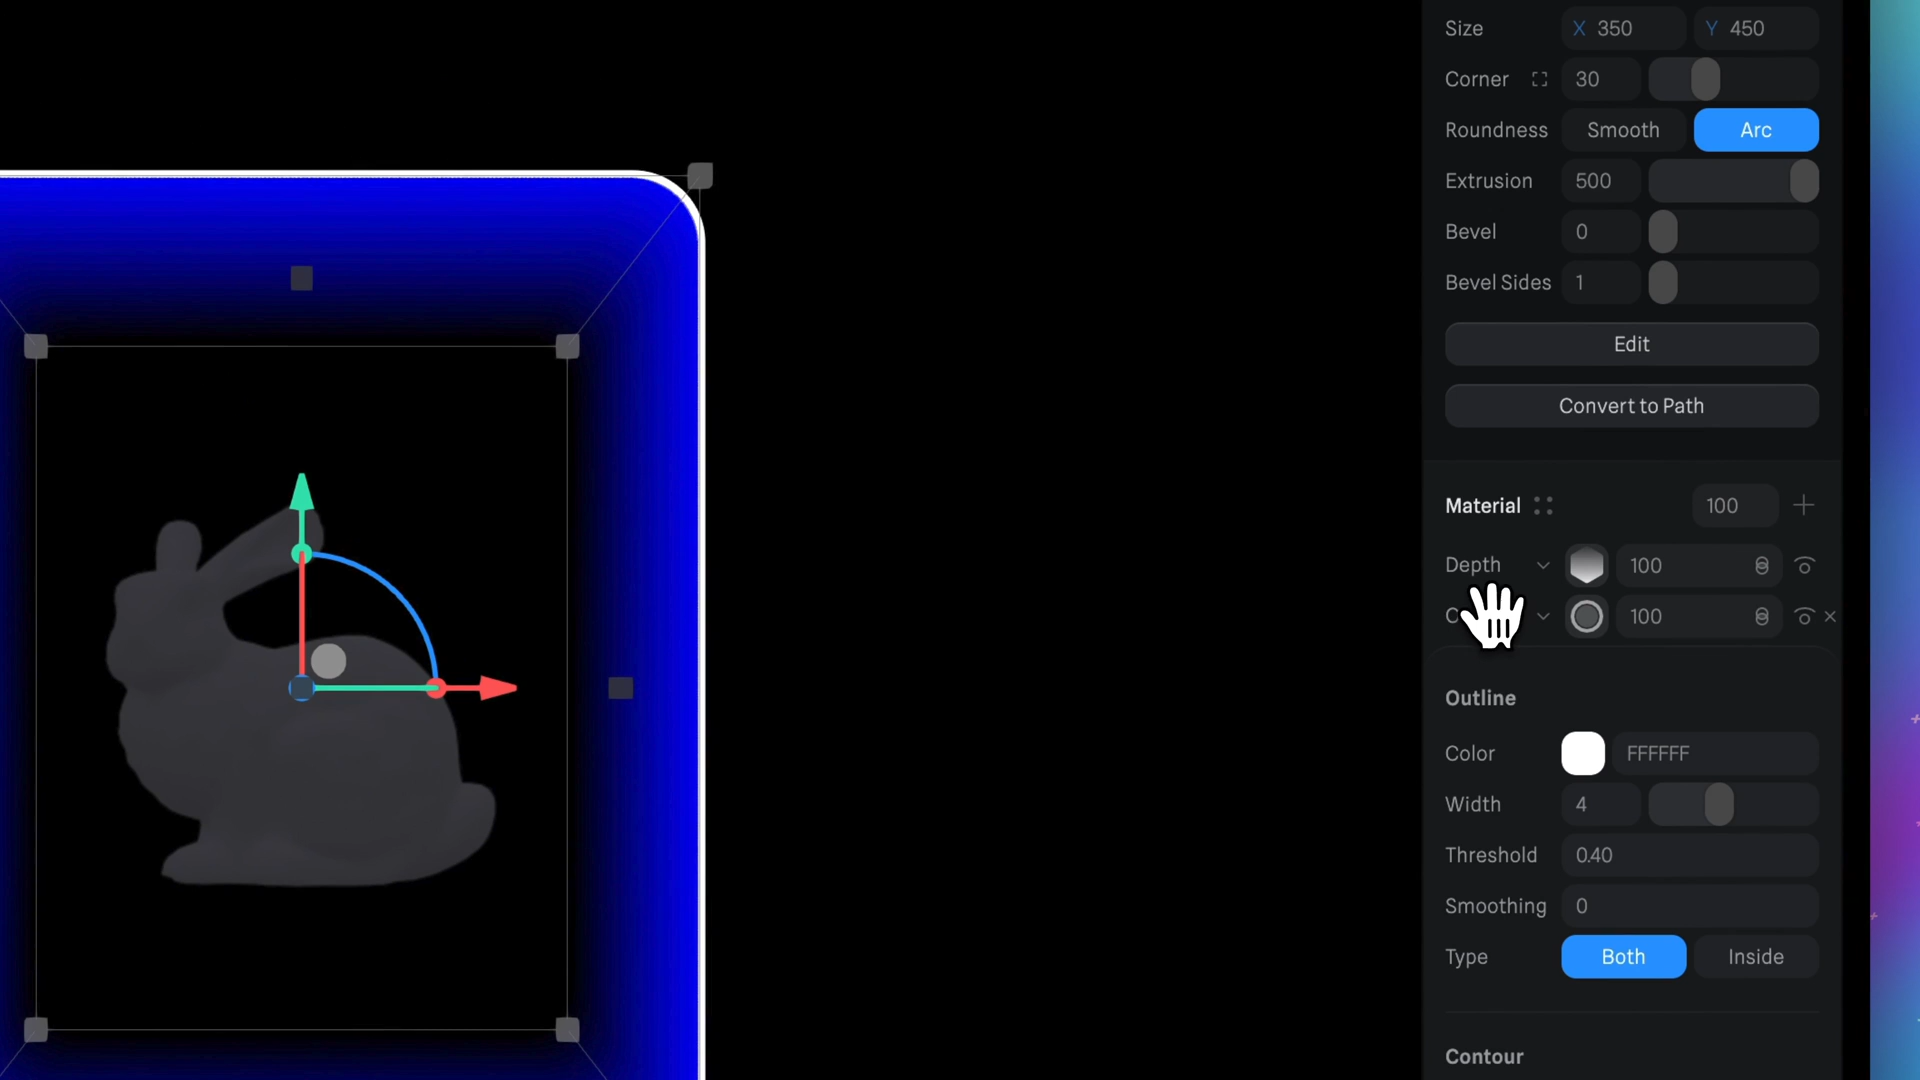 Size X 350 Y 450
Corner 30
Roundness Smooth Arc
Extrusion 500
Bevel 0
Bevel Sides 1
Edit
Convert to Path
Material 100
Depth 100
100
Outline
Color FFFFFF
Width 4
Threshold 0.40
Smoothing 0
Type Both Inside
Contour